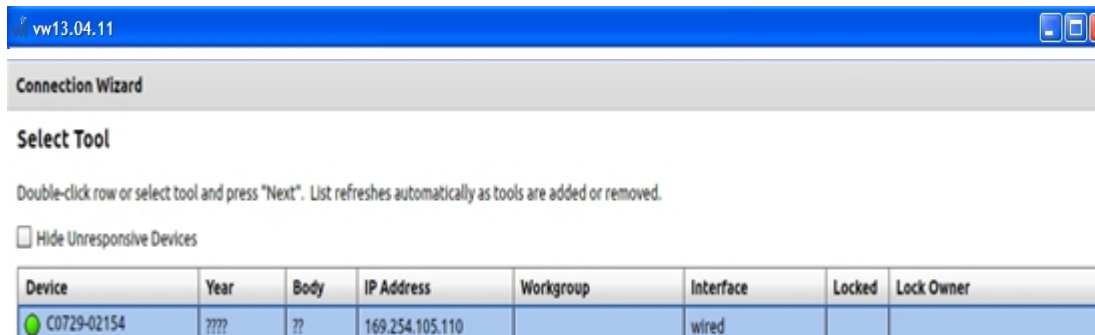 vw13.04.11
Connection Wizard
Select Tool
Double-click row or select tool and press "Next". List refreshes automatically as tools are added or removed.
Hide Unresponsive Devices
Device Year Body IP Address Workgroup Interface Locked Lock Owner
C0729-02154 ???? ?? 169.254.105.110 wired